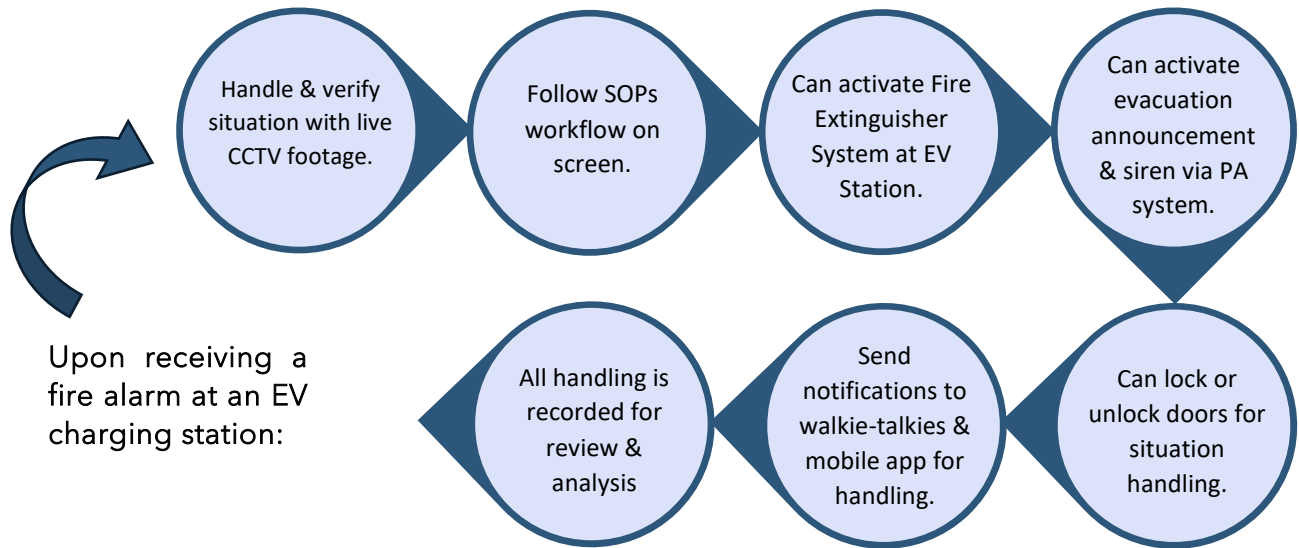 Upon receiving a
fire alarm at an EV
charging station:
Handle & verify
situation with live
CCTV footage.
Follow SOPs
workflow on
screen.
Can activate Fire
Extinguisher
System at EV
Station.
Can activate
evacuation
announcement
& siren via PA
system.
Can lock or
unlock doors for
situation
handling.
Send
notifications to
walkie-talkies &
mobile app for
handling.
All handling is
recorded for
review &
analysis